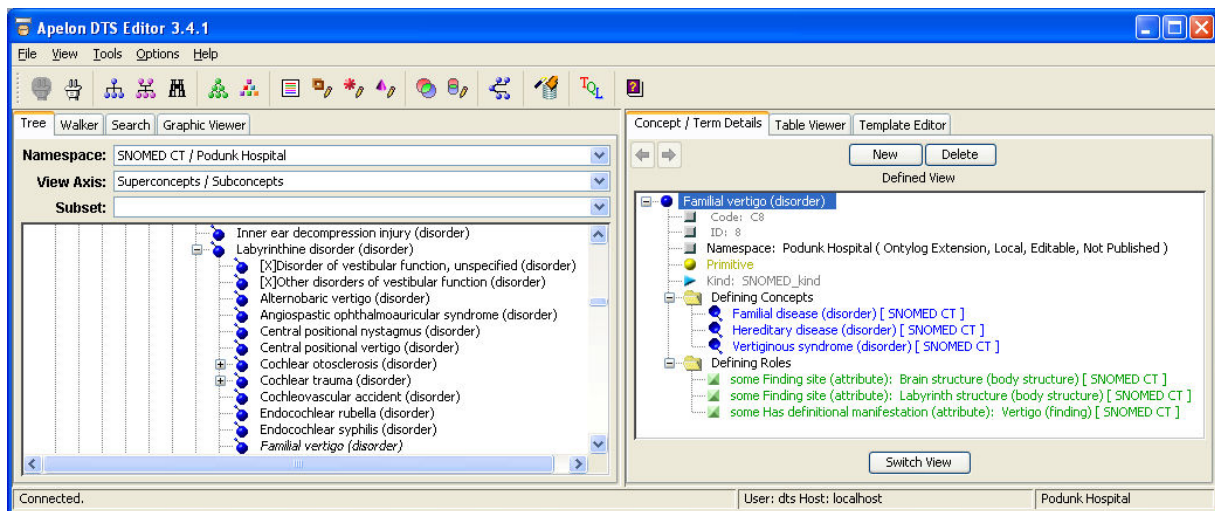 Apelon DTS Editor 3.4.1
File View Tools Options Help
TQL
?
Tree Walker Search Graphic Viewer
Namespace: SNOMED CT / Podunk Hospital
View Axis: Superconcepts / Subconcepts
Subset:
Inner ear decompression injury (disorder)
Labyrinthine disorder (disorder)
[X]Disorder of vestibular function, unspecified (disorder)
[X]Other disorders of vestibular function (disorder)
Alternobaric vertigo (disorder)
Angiospastic ophthalmoauricular syndrome (disorder)
Central positional nystagmus (disorder)
Central positional vertigo (disorder)
Cochlear otosclerosis (disorder)
Cochlear trauma (disorder)
Cochleovascular accident (disorder)
Endocochlear rubella (disorder)
Endocochlear syphilis (disorder)
Familial vertigo (disorder)
Concept / Term Details Table Viewer Template Editor
New Delete
Defined View
Familial vertigo (disorder)
Code: C8
ID: 8
Namespace: Podunk Hospital ( Ontylog Extension, Local, Editable, Not Published )
Primitive
Kind: SNOMED_kind
Defining Concepts
Familial disease (disorder) [ SNOMED CT ]
Hereditary disease (disorder) [ SNOMED CT ]
Vertiginous syndrome (disorder) [ SNOMED CT ]
Defining Roles
some Finding site (attribute): Brain structure (body structure) [ SNOMED CT ]
some Finding site (attribute): Labyrinth structure (body structure) [ SNOMED CT ]
some Has definitional manifestation (attribute): Vertigo (finding) [ SNOMED CT ]
Switch View
Connected. User: dts Host: localhost Podunk Hospital